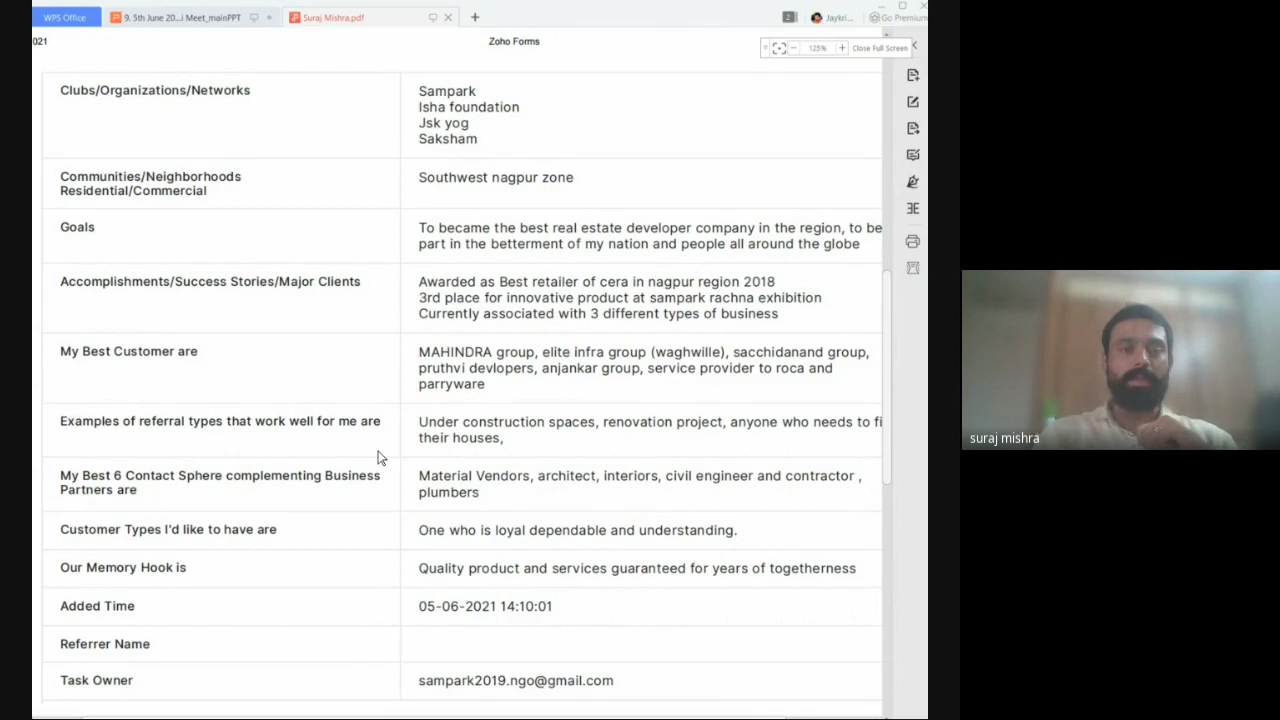 WPS Office
9. 5th June 20...i Meet_mainPPT
Suraj Mishra.pdf
2
Jaykri...
Go Premium
021
Zoho Forms
125%
Close Full Screen
Clubs/Organizations/Networks
Sampark
Isha foundation
Jsk yog
Saksham
Communities/Neighborhoods
Residential/Commercial
Southwest nagpur zone
Goals
To became the best real estate developer company in the region, to be
part in the betterment of my nation and people all around the globe
Accomplishments/Success Stories/Major Clients
Awarded as Best retailer of cera in nagpur region 2018
3rd place for innovative product at sampark rachna exhibition
Currently associated with 3 different types of business
My Best Customer are
MAHINDRA group, elite infra group (waghwille), sacchidanand group,
pruthvi devlopers, anjankar group, service provider to roca and
parryware
Examples of referral types that work well for me are
Under construction spaces, renovation project, anyone who needs to fi
their houses,
My Best 6 Contact Sphere complementing Business
Partners are
Material Vendors, architect, interiors, civil engineer and contractor ,
plumbers
Customer Types I'd like to have are
One who is loyal dependable and understanding.
Our Memory Hook is
Quality product and services guaranteed for years of togetherness
Added Time
05-06-2021 14:10:01
Referrer Name
Task Owner
sampark2019.ngo@gmail.com
suraj mishra